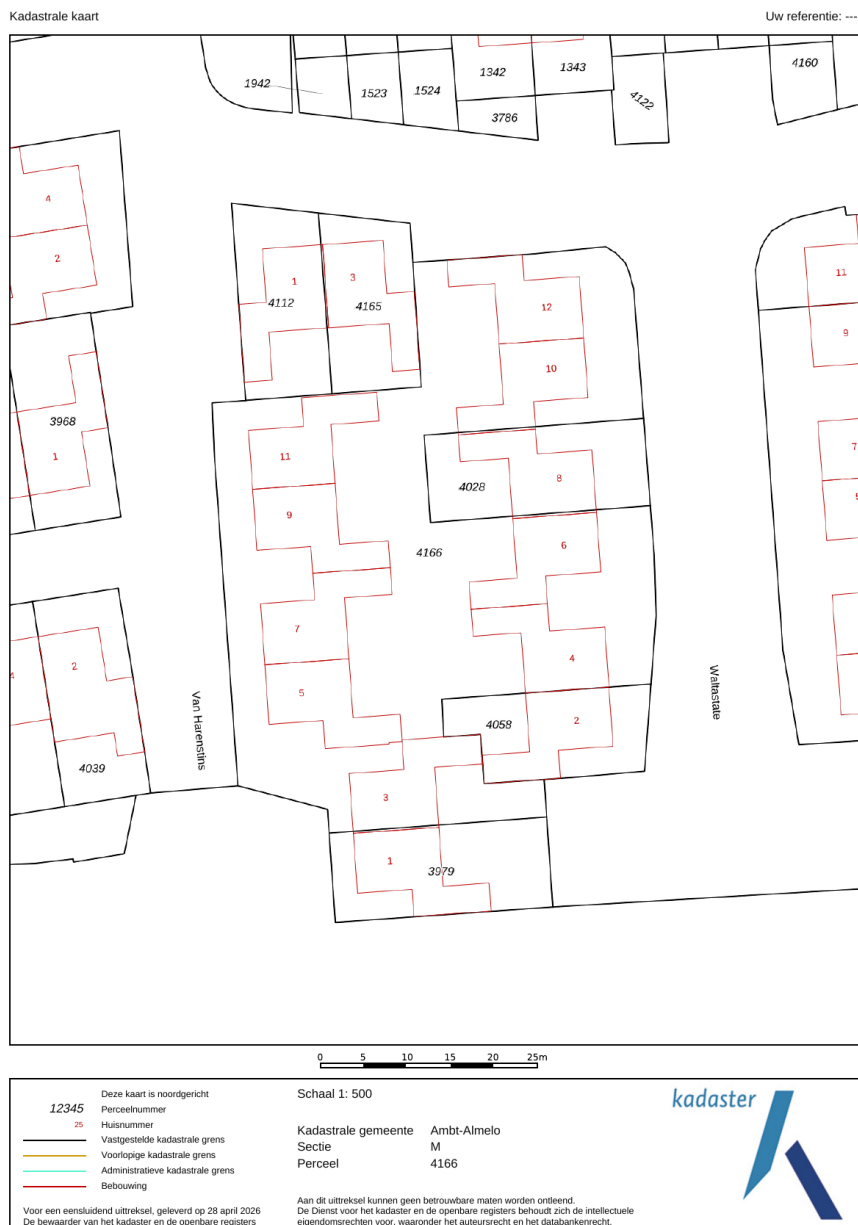 Kadastrale kaart Uw referentie: ---
4160
1342 1343
1942 1523 1524 4122
3786
4
2
11
1 3
4112 4165
12
9
10
3968
1
11
7
8
4028
9
5
6
4166
7
4
2
4
5
2
Van Harenstins
Waltastate
4058
4039
3
1
3979
0 5 10 15 20 25m
Deze kaart is noordgericht
12345 Perceelnummer
25 Huisnummer
Vastgestelde kadastrale grens
Voorlopige kadastrale grens
Administratieve kadastrale grens
Bebouwing
Voor een eensluidend uittreksel, geleverd op 28 april 2026
De bewaarder van het kadaster en de openbare registers
Schaal 1: 500
Kadastrale gemeente Ambt-Almelo
Sectie M
Perceel 4166
Aan dit uittreksel kunnen geen betrouwbare maten worden ontleend.
De Dienst voor het kadaster en de openbare registers behoudt zich de intellectuele
eigendomsrechten voor, waaronder het auteursrecht en het databankenrecht.
kadaster